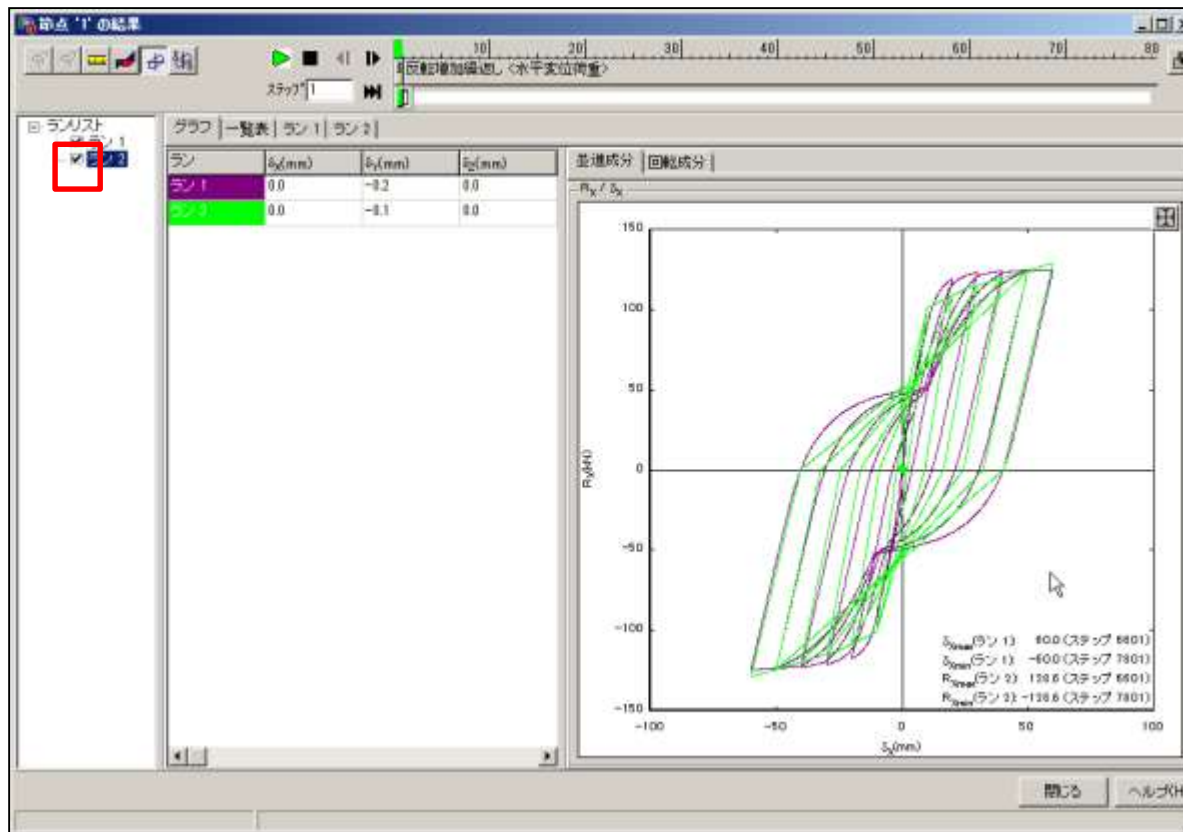 節点 '1' の結果
10 20 30 40 50 60 70 80
反転増加繰返し <水平変位荷重>
ステップ 1
ランリスト
ラン 1
ラン 2
グラフ 一覧表 ラン 1 ラン 2
ラン δx(mm) δy(mm) δz(mm)
ラン 1 0.0 -0.2 0.0
ラン 2 0.0 -0.1 0.0
並進成分 回転成分
Rx / δx
150
100
50
0
-50
-100
-150
Rx(kN)
δxmax(ラン 1): 60.0 (ステップ 6601)
δxmin(ラン 1): -60.0 (ステップ 7801)
Rxmax(ラン 2): 128.6 (ステップ 6601)
Rxmin(ラン 2): -128.6 (ステップ 7801)
-100 -50 0 50 100
δx(mm)
閉じる ヘルプ(H